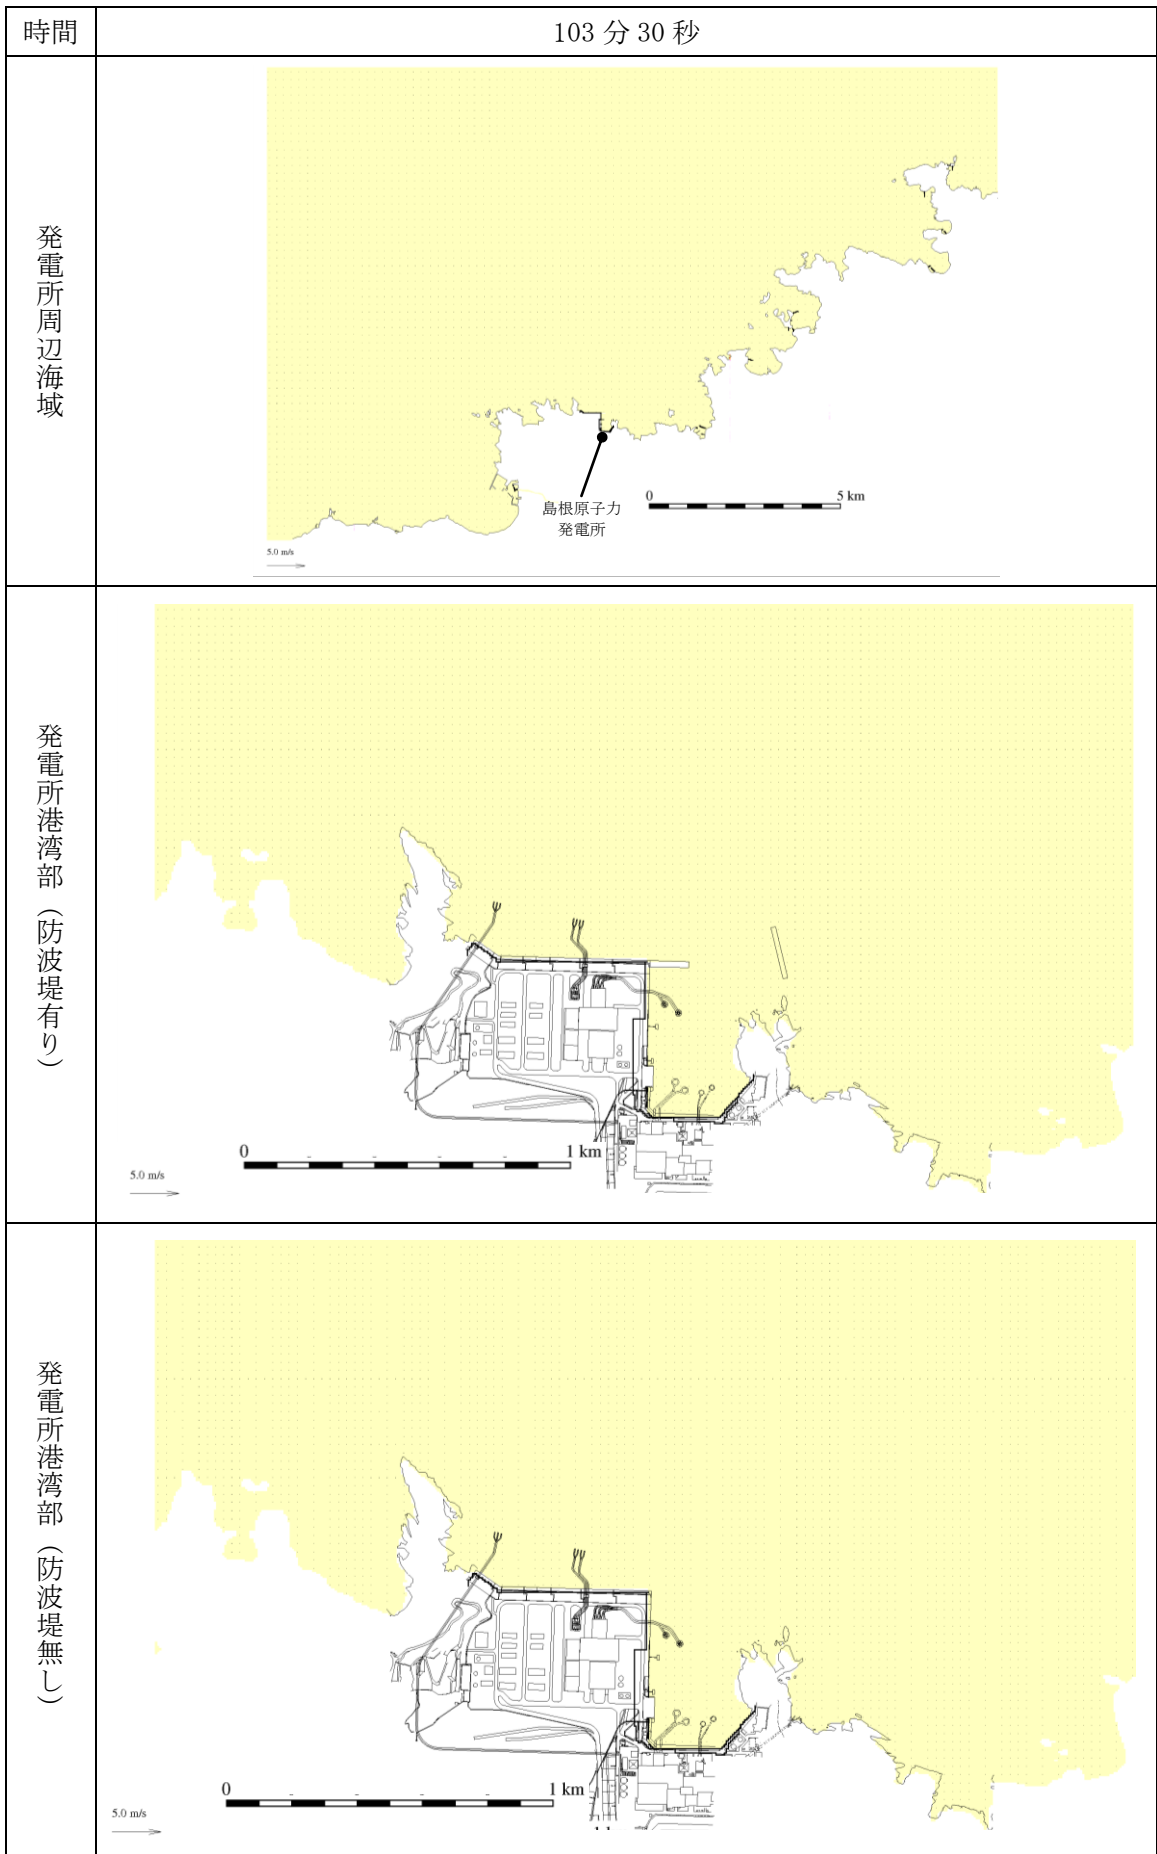 時間
103 分 30 秒
発電所周辺海域
島根原子力
発電所
0
5 km
5.0 m/s
発電所港湾部（防波堤有り）
0
1 km
5.0 m/s
発電所港湾部（防波堤無し）
0
1 km
5.0 m/s